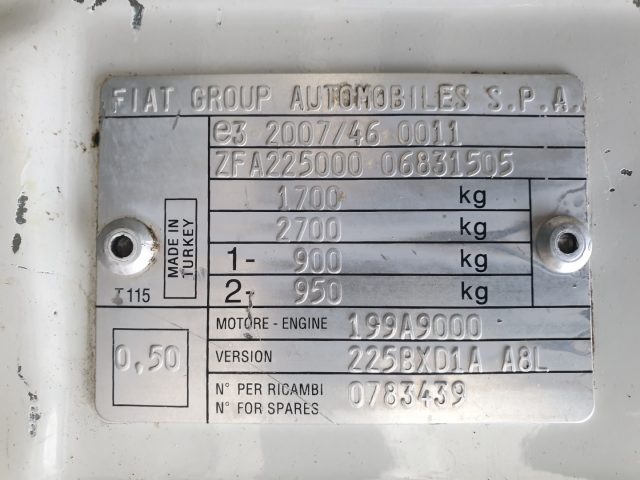 FIAT GROUP AUTOMOBILES S.P.A.
e3 2007/46 0011
ZFA225000 06831505
1700 kg
2700 kg
1- 900 kg
2- 950 kg
MADE IN
TURKEY
T115
MOTORE - ENGINE 199A9000
0,50
VERSION 225BXD1A A8L
N° PER RICAMBI
N° FOR SPARES
0783439